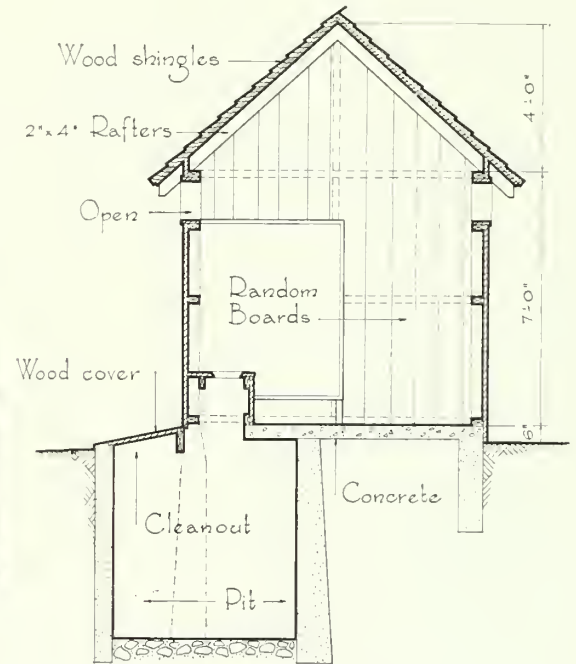 Wood shingles
2"x4" Rafters
Open
Random
Boards
Wood cover
Concrete
Cleanout
Pit
4'-0"
7'-0"
6"